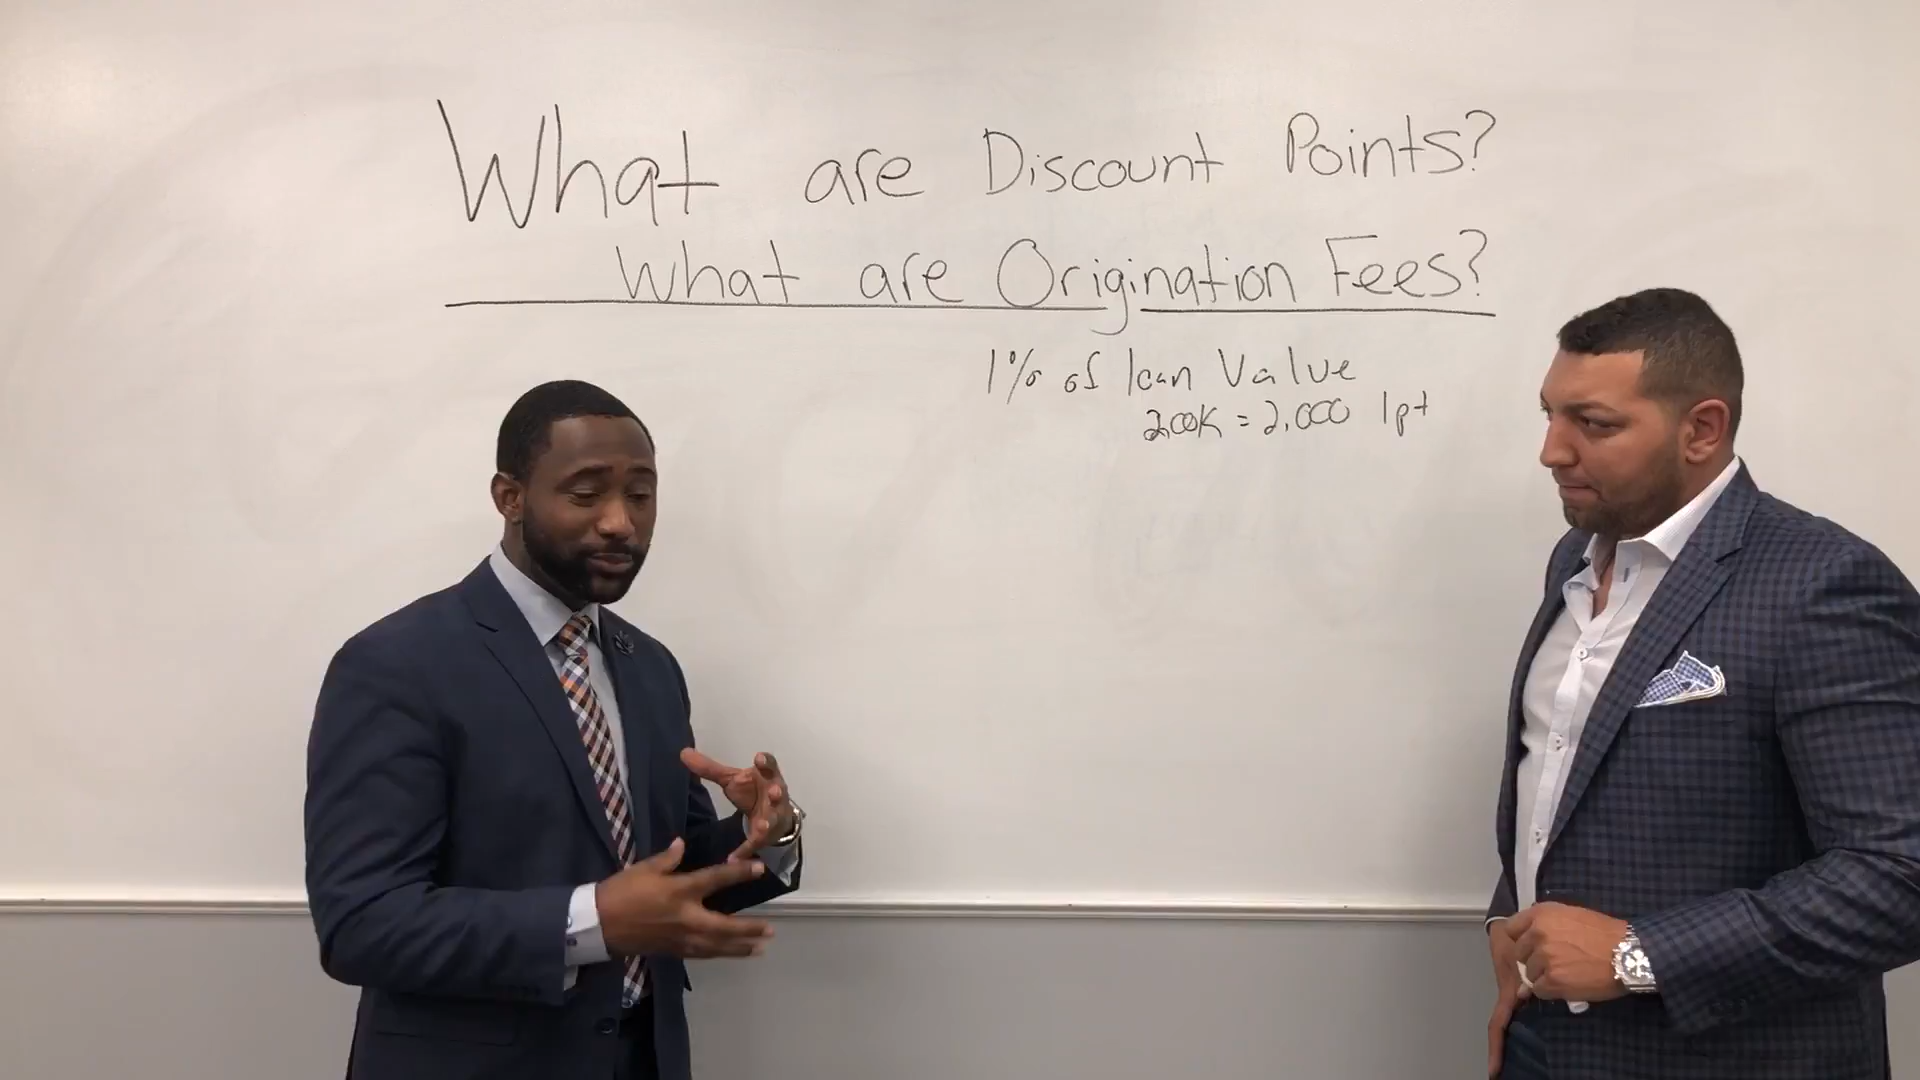 What are Discount Points?
What are Origination Fees?
1% of loan Value
200K = 2,000 1pt